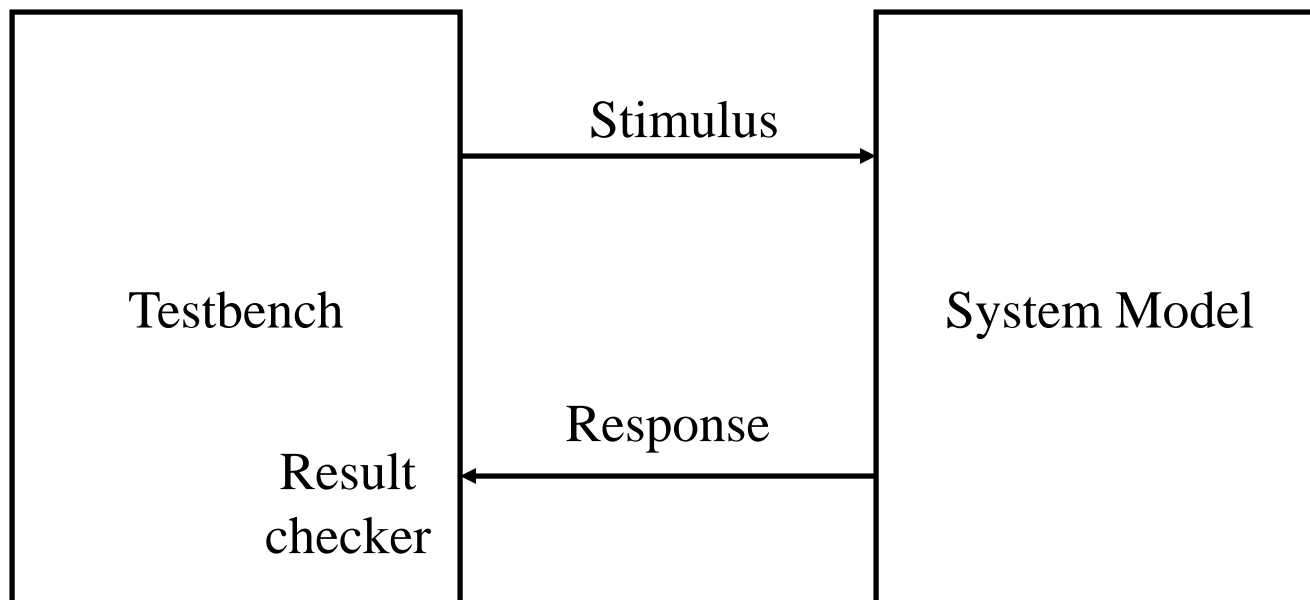 Stimulus
Testbench
System Model
Response
Result
checker